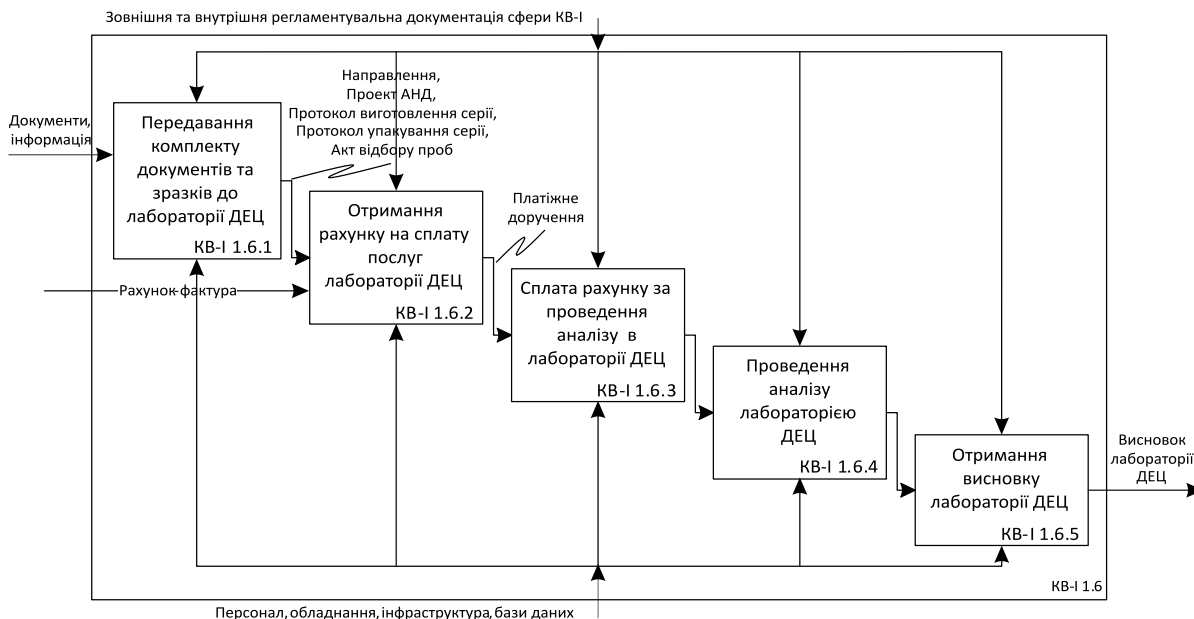 Зовнішня та внутрішня регламентувальна документація сфери КВ-І
Документи,
інформація
Передавання
комплекту
документів та
зразків до
лабораторії ДЕЦ
КВ-І 1.6.1
Направлення,
Проект АНД,
Протокол виготовлення серії,
Протокол упакування серії,
Акт відбору проб
Рахунок-фактура
Отримання
рахунку на сплату
послуг
лабораторії ДЕЦ
КВ-І 1.6.2
Платіжне
доручення
Сплата рахунку за
проведення
аналізу в
лабораторії ДЕЦ
КВ-І 1.6.3
Проведення
аналізу
лабораторією
ДЕЦ
КВ-І 1.6.4
Отримання
висновку
лабораторії ДЕЦ
КВ-І 1.6.5
Висновок
лабораторії
ДЕЦ
КВ-І 1.6
Персонал, обладнання, інфраструктура, бази даних